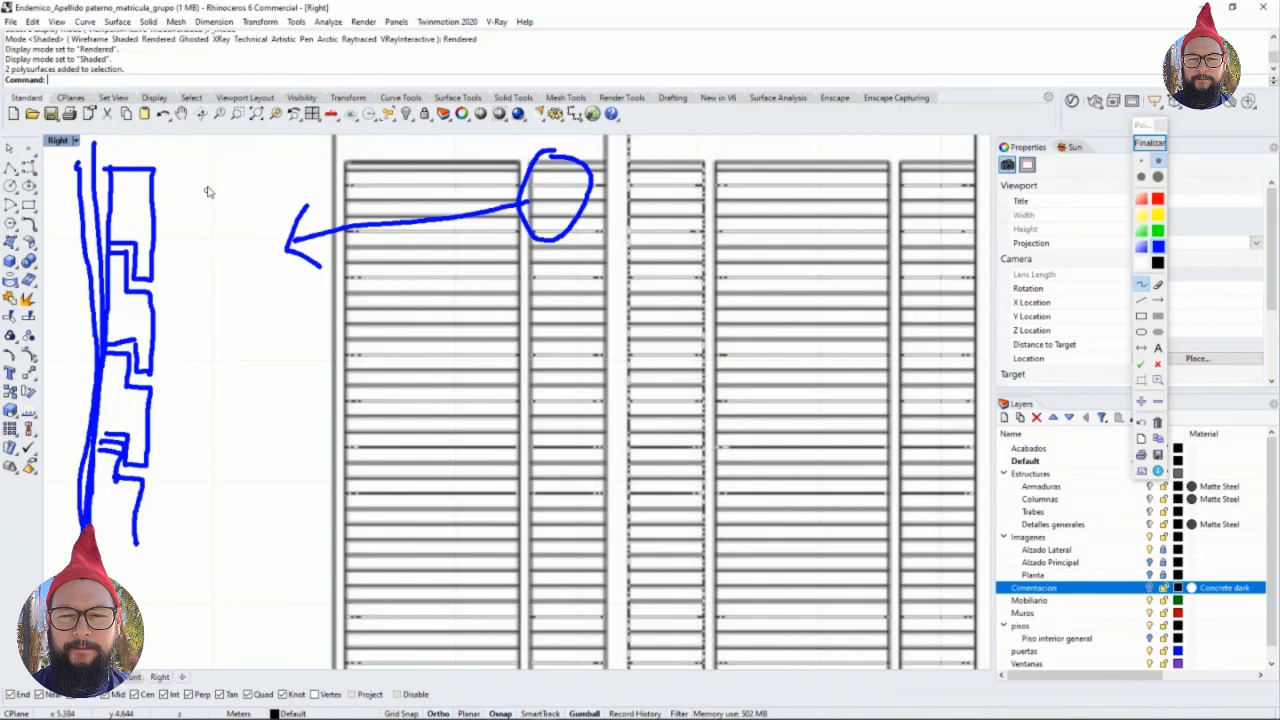 Endemico_Apellido paterno_matricula_grupo (1 MB) - Rhinoceros 6 Commercial - [Right]
File Edit View Curve Surface Solid Mesh Dimension Transform Tools Analyze Render Panels Twinmotion 2020 V-Ray Help
Mode <Shaded> ( Wireframe Shaded Rendered Ghosted XRay Technical Artistic Pen Arctic Raytraced VRayInteractive ): Rendered
Display mode set to "Rendered".
Display mode set to "Shaded".
2 polysurfaces added to selection.
Command:
Standard CPlanes Set View Display Select Viewport Layout Visibility Transform Curve Tools Surface Tools Solid Tools Mesh Tools Render Tools Drafting New in V6 Surface Analysis Enscape Enscape Capturing
Right
Poi...
Finalizar
Properties Sun
Viewport
Title
Width
Height
Projection
Camera
Lens Length
Rotation
X Location
Y Location
Z Location
Distance to Target
Location Place...
Target
Layers
Name Material
Acabados
Default
Estructuras
Armaduras Matte Steel
Columnas Matte Steel
Trabes
Detalles generales Matte Steel
Imagenes
Alzado Lateral
Alzado Principal
Planta
Cimentacion Concrete dark
Mobiliario
Muros
pisos
Piso interior general
puertas
Ventanas
ront Right
End Near Mid Cen Int Perp Tan Quad Knot Vertex Project Disable
CPlane x 5.384 y 4.644 z Meters Default Grid Snap Ortho Planar Osnap SmartTrack Gumball Record History Filter Memory use: 502 MB